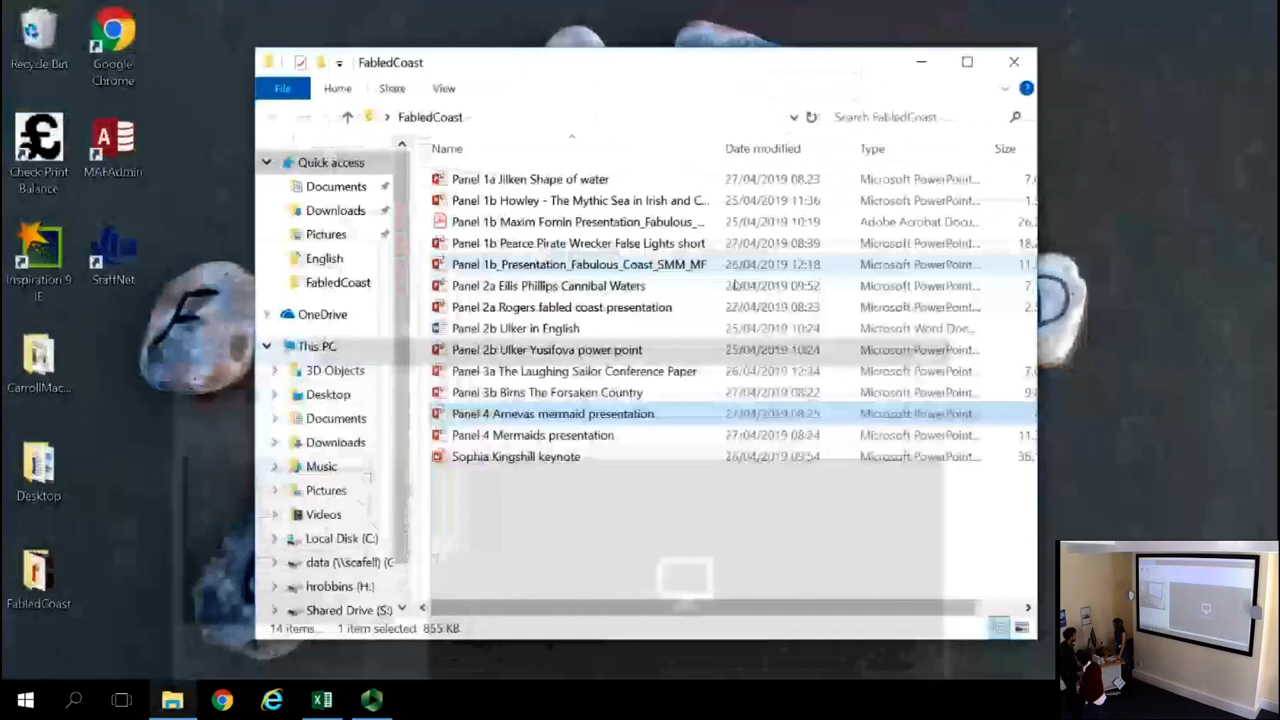 Recycle Bin
Google
Chrome
Check Print
Balance
MAFAdmin
Inspiration 9
IE
StaffNet
CarrollMac...
Desktop
FabledCoast
FabledCoast
File
Home
Share
View
FabledCoast
Search FabledCoast
Quick access
Documents
Downloads
Pictures
English
FabledCoast
OneDrive
This PC
3D Objects
Desktop
Documents
Downloads
Music
Pictures
Videos
Local Disk (C:)
data (\\scafell) (
hrobbins (H:)
Shared Drive (S:)
Name Date modified Type Size
Panel 1a Jilken Shape of water 27/04/2019 08:23 Microsoft PowerPoint...
Panel 1b Howley - The Mythic Sea in Irish and C... 25/04/2019 11:36 Microsoft PowerPoint...
Panel 1b Maxim Fomin Presentation_Fabulous_... 25/04/2019 10:19 Adobe Acrobat Docu...
Panel 1b Pearce Pirate Wrecker False Lights short 27/04/2019 08:39 Microsoft PowerPoint...
Panel 1b_Presentation_Fabulous_Coast_SMM_MF 26/04/2019 12:18 Microsoft PowerPoint...
Panel 2a Eilis Phillips Cannibal Waters 09:52 Microsoft PowerPoint...
Panel 2a Rogers fabled coast presentation 27/04/2019 08:23 Microsoft PowerPoint...
Panel 2b Ulker in English 25/04/2019 10:24 Microsoft Word Doc...
Panel 2b Ulker Yusifova power point 25/04/2019 10:24 Microsoft PowerPoint...
Panel 3a The Laughing Sailor Conference Paper 26/04/2019 12:34 Microsoft PowerPoint...
Panel 3b Birns The Forsaken Country 27/04/2019 08:22 Microsoft PowerPoint...
Panel 4 Amevas mermaid presentation 27/04/2019 08:25 Microsoft PowerPoint...
Panel 4 Mermaids presentation 27/04/2019 08:24 Microsoft PowerPoint...
Sophia Kingshill keynote 26/04/2019 09:54 Microsoft PowerPoint...
14 items 1 item selected 855 KB